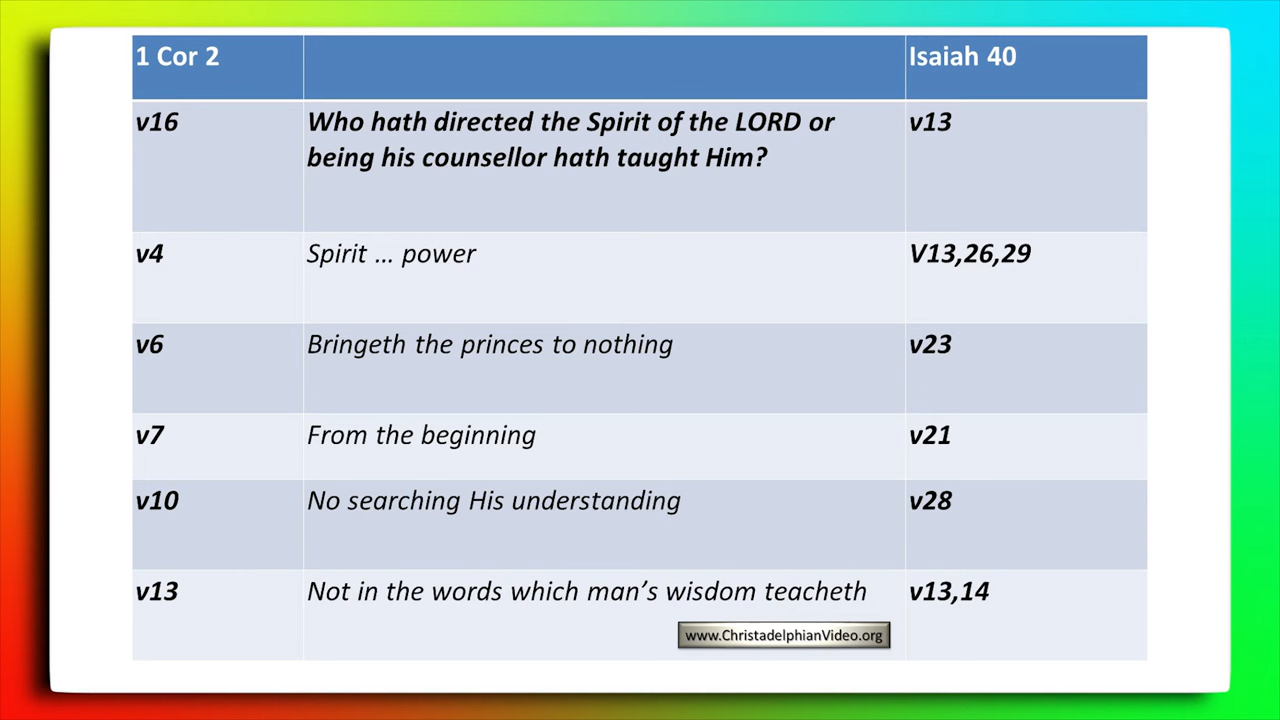 1 Cor 2 Isaiah 40
v16 Who hath directed the Spirit of the LORD or v13
being his counsellor hath taught Him?
v4 Spirit ... power V13,26,29
v6 Bringeth the princes to nothing v23
v7 From the beginning v21
v10 No searching His understanding v28
v13 Not in the words which man’s wisdom teacheth v13,14
www.ChristadelphianVideo.org